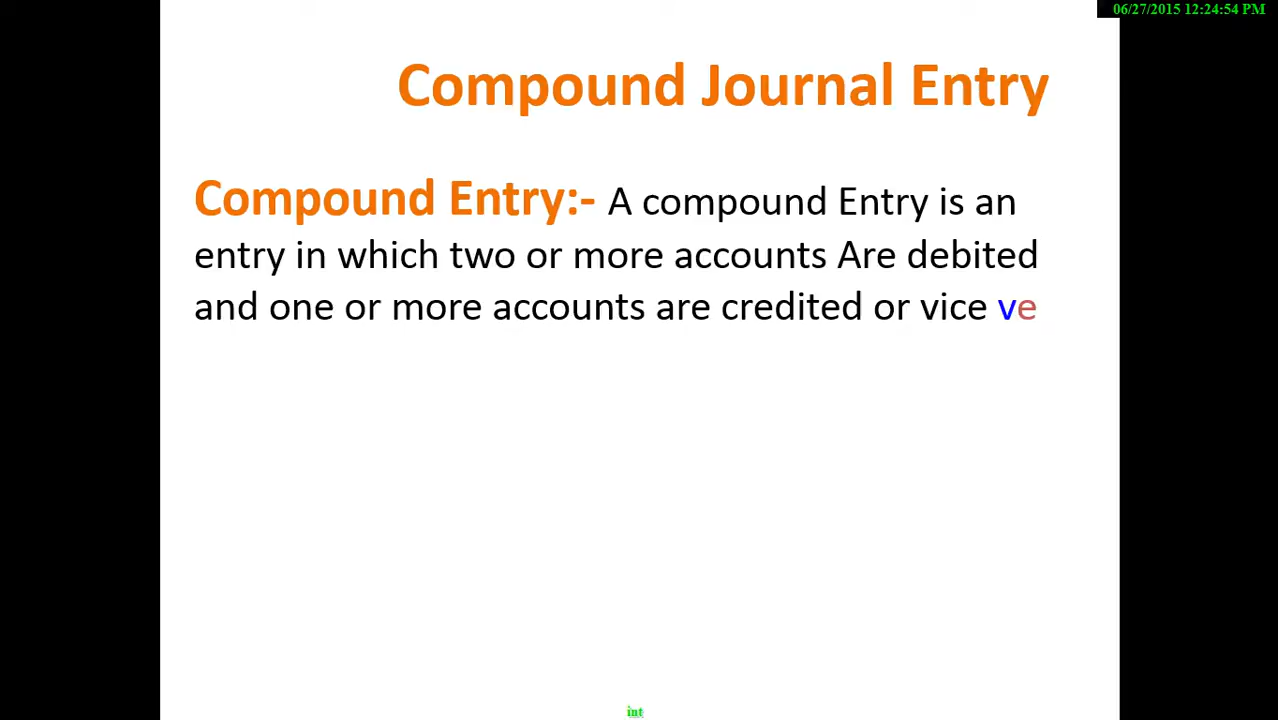 06/27/2015 12:24:54 PM
Compound Journal Entry
Compound Entry:- A compound Entry is an
entry in which two or more accounts Are debited
and one or more accounts are credited or vice ve
int